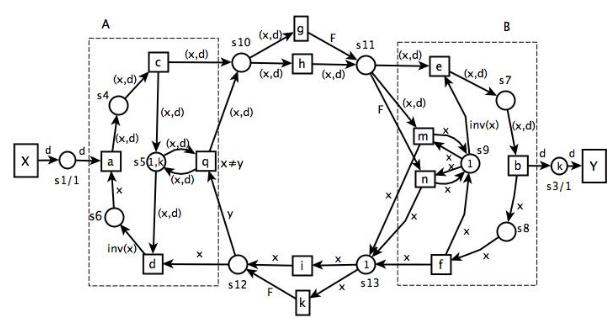 A
B
g
s10
(x,d)
F
s11
c
(x,d)
(x,d)
h
(x,d)
(x,d)
e
(x,d)
s4
(x,d)
(x,d)
(x,d)
F
(x,d)
s7
(x,d)
(x,d)
m
x
inv(x)
(x,d)
X
d
s1/1
d
a
s5
1,k
(x,d)
q
x≠y
x
x
s9
1
n
x
b
d
k
s3/1
d
Y
x
s6
(x,d)
y
x
x
x
x
s8
inv(x)
d
x
s12
x
i
x
1
s13
x
f
x
x
F
k
x